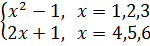 x² − 1, x = 1,2,3
2x + 1, x = 4,5,6